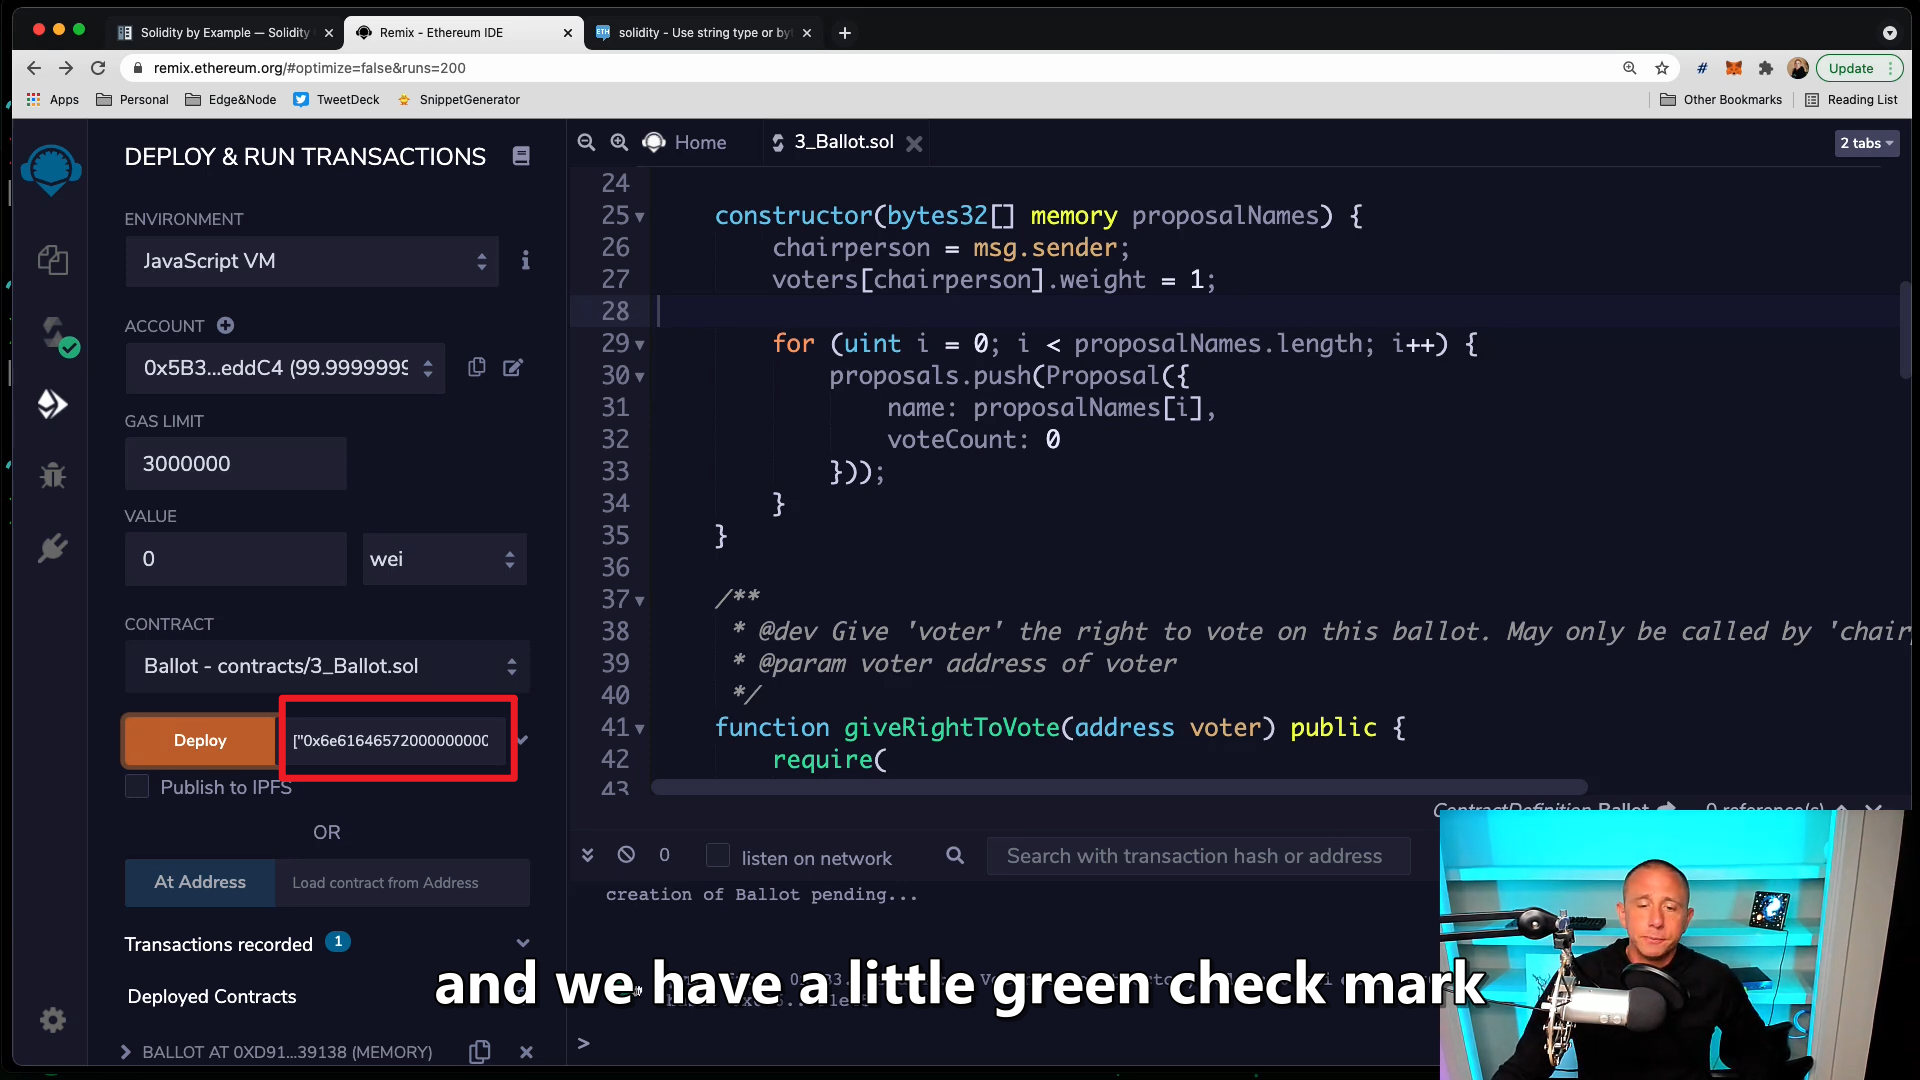 Solidity by Example — Solidity
Remix - Ethereum IDE
solidity - Use string type or by
remix.ethereum.org/#optimize=false&runs=200
Update
Apps
Personal
Edge&Node
TweetDeck
SnippetGenerator
Other Bookmarks
Reading List
DEPLOY & RUN TRANSACTIONS
ENVIRONMENT
JavaScript VM
ACCOUNT
0x5B3...eddC4 (99.9999999
GAS LIMIT
3000000
VALUE
0
wei
CONTRACT
Ballot - contracts/3_Ballot.sol
Deploy
["0x6e61646572000000000
Publish to IPFS
OR
At Address
Load contract from Address
Transactions recorded 1
Deployed Contracts
BALLOT AT 0XD91...39138 (MEMORY)
Home
3_Ballot.sol
2 tabs
24
25 constructor(bytes32[] memory proposalNames) {
26 chairperson = msg.sender;
27 voters[chairperson].weight = 1;
28
29 for (uint i = 0; i < proposalNames.length; i++) {
30 proposals.push(Proposal({
31 name: proposalNames[i],
32 voteCount: 0
33 }));
34 }
35 }
36
37 /**
38 * @dev Give 'voter' the right to vote on this ballot. May only be called by 'chair
39 * @param voter address of voter
40 */
41 function giveRightToVote(address voter) public {
42 require(
43
ContractDefinition Ballot 0 reference(s)
0
listen on network
Search with transaction hash or address
creation of Ballot pending...
and we have a little green check mark
>